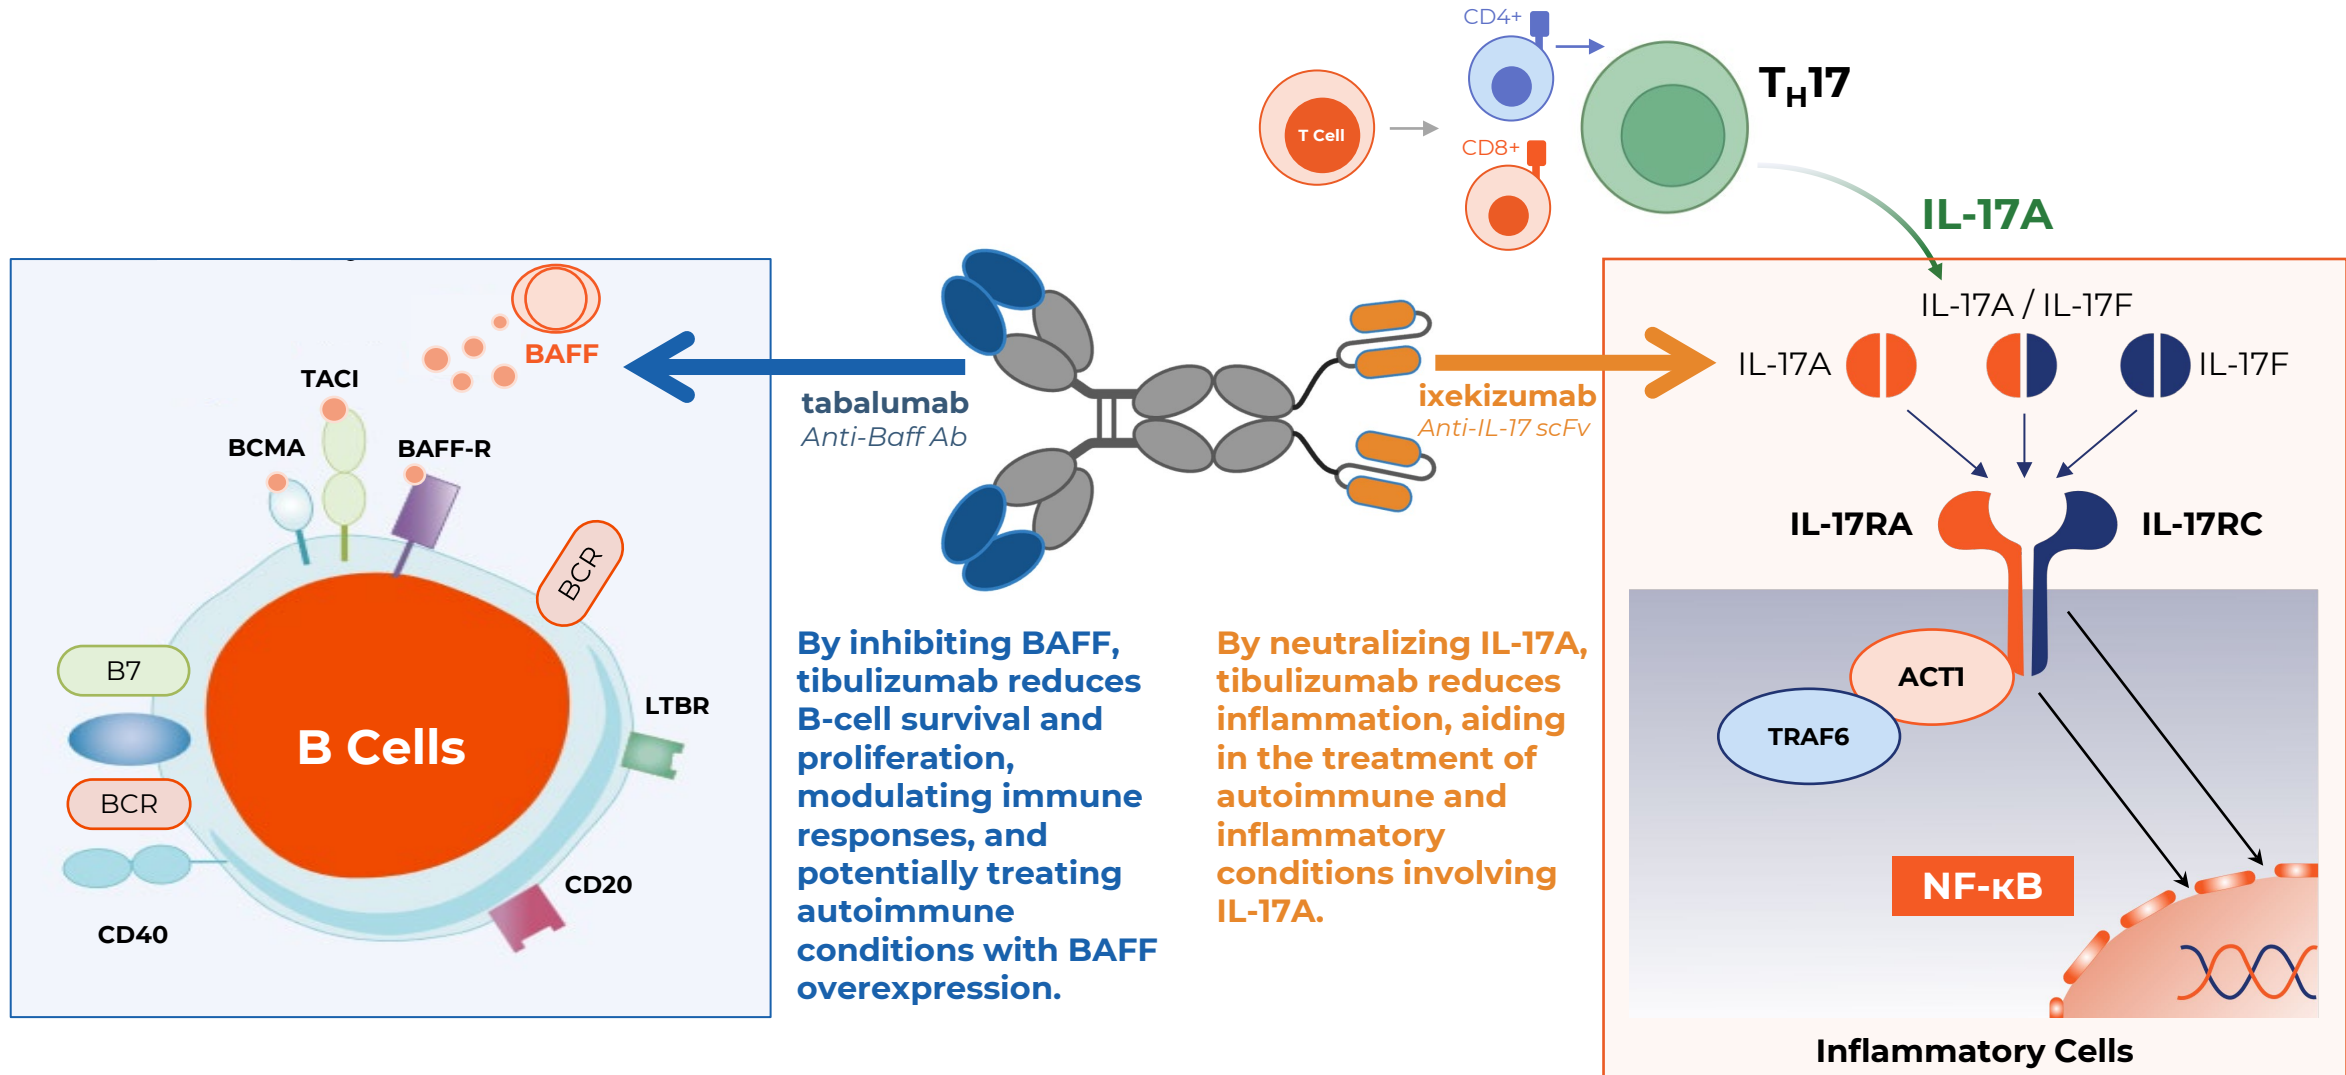 CD4+
T Cell
CD8+
T_H17
IL-17A
BAFF
TACI
BCMA
BAFF-R
BCR
B7
BCR
B Cells
LTBR
CD20
CD40
tabalumab
Anti-Baff Ab
ixekizumab
Anti-IL-17 scFv
By inhibiting BAFF,
tibulizumab reduces
B-cell survival and
proliferation,
modulating immune
responses, and
potentially treating
autoimmune
conditions with BAFF
overexpression.
By neutralizing IL-17A,
tibulizumab reduces
inflammation, aiding
in the treatment of
autoimmune and
inflammatory
conditions involving
IL-17A.
IL-17A / IL-17F
IL-17A
IL-17F
IL-17RA
IL-17RC
ACT1
TRAF6
NF-κB
Inflammatory Cells